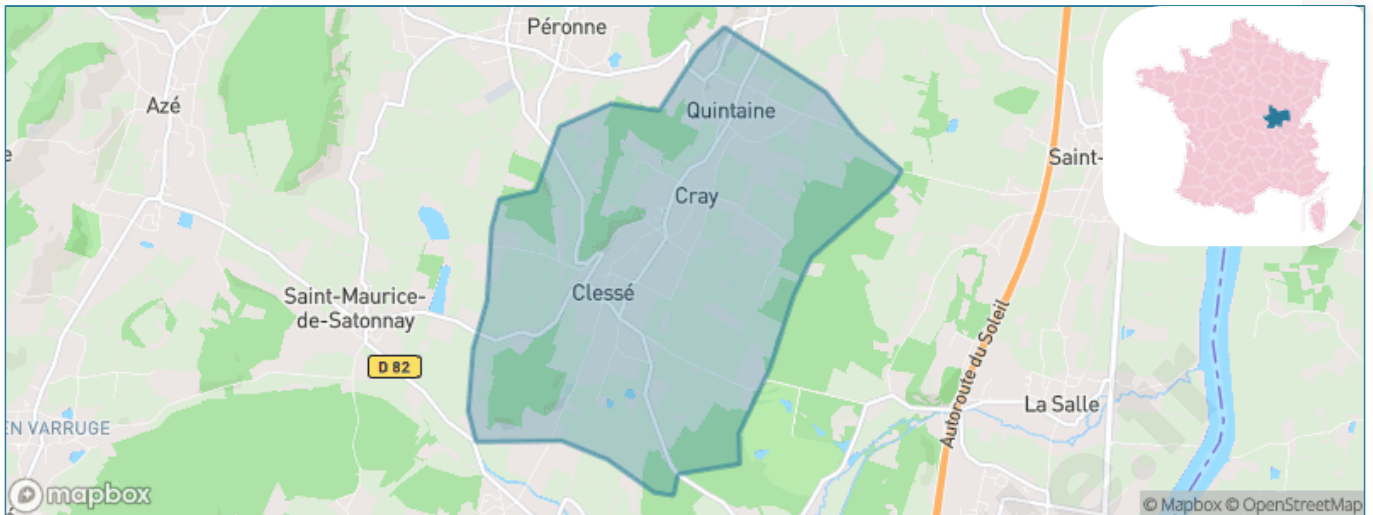 Péronne
Azé
Quintaine
Saint-
Cray
Clessé
Saint-Maurice-
de-Satonnay
D 82
Autoroute du Soleil
La Salle
EN VARRUGE
mapbox
© Mapbox © OpenStreetMap